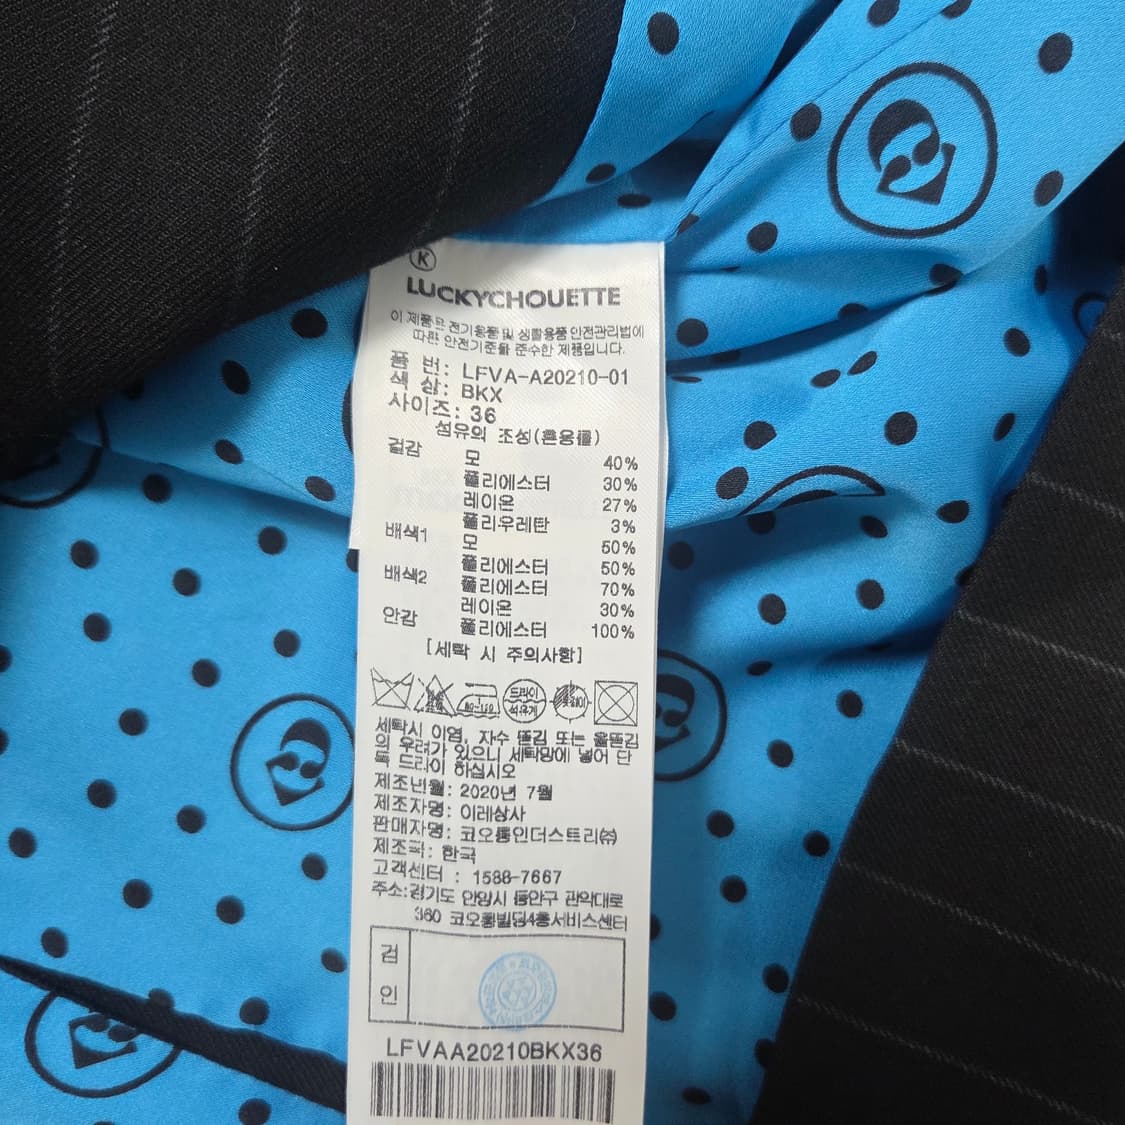 K
LUCKYCHOUETTE
이 제품은 전기용품 및 생활용품 안전관리법에
따른 안전기준을 준수한 제품입니다.
품 번: LFVA-A20210-01
색 상: BKX
사이즈: 36
섬유의 조성(혼용률)
겉감 모 40%
폴리에스터 30%
레이온 27%
폴리우레탄 3%
배색1 모 50%
폴리에스터 50%
배색2 폴리에스터 70%
레이온 30%
안감 폴리에스터 100%
[세탁 시 주의사항]
80~120 드라이
석유계
세탁시 이염, 자수 뜯김 또는 올뜯김
의 우려가 있으니 세탁망에 넣어 단
독 드라이 하십시오
제조년월: 2020년 7월
제조자명: 이레상사
판매자명: 코오롱인더스트리㈜
제조국: 한국
고객센터 : 1588-7667
주소:경기도 안양시 동안구 관악대로
360 코오롱빌딩4층서비스센터
검
인
LFVAA20210BKX36